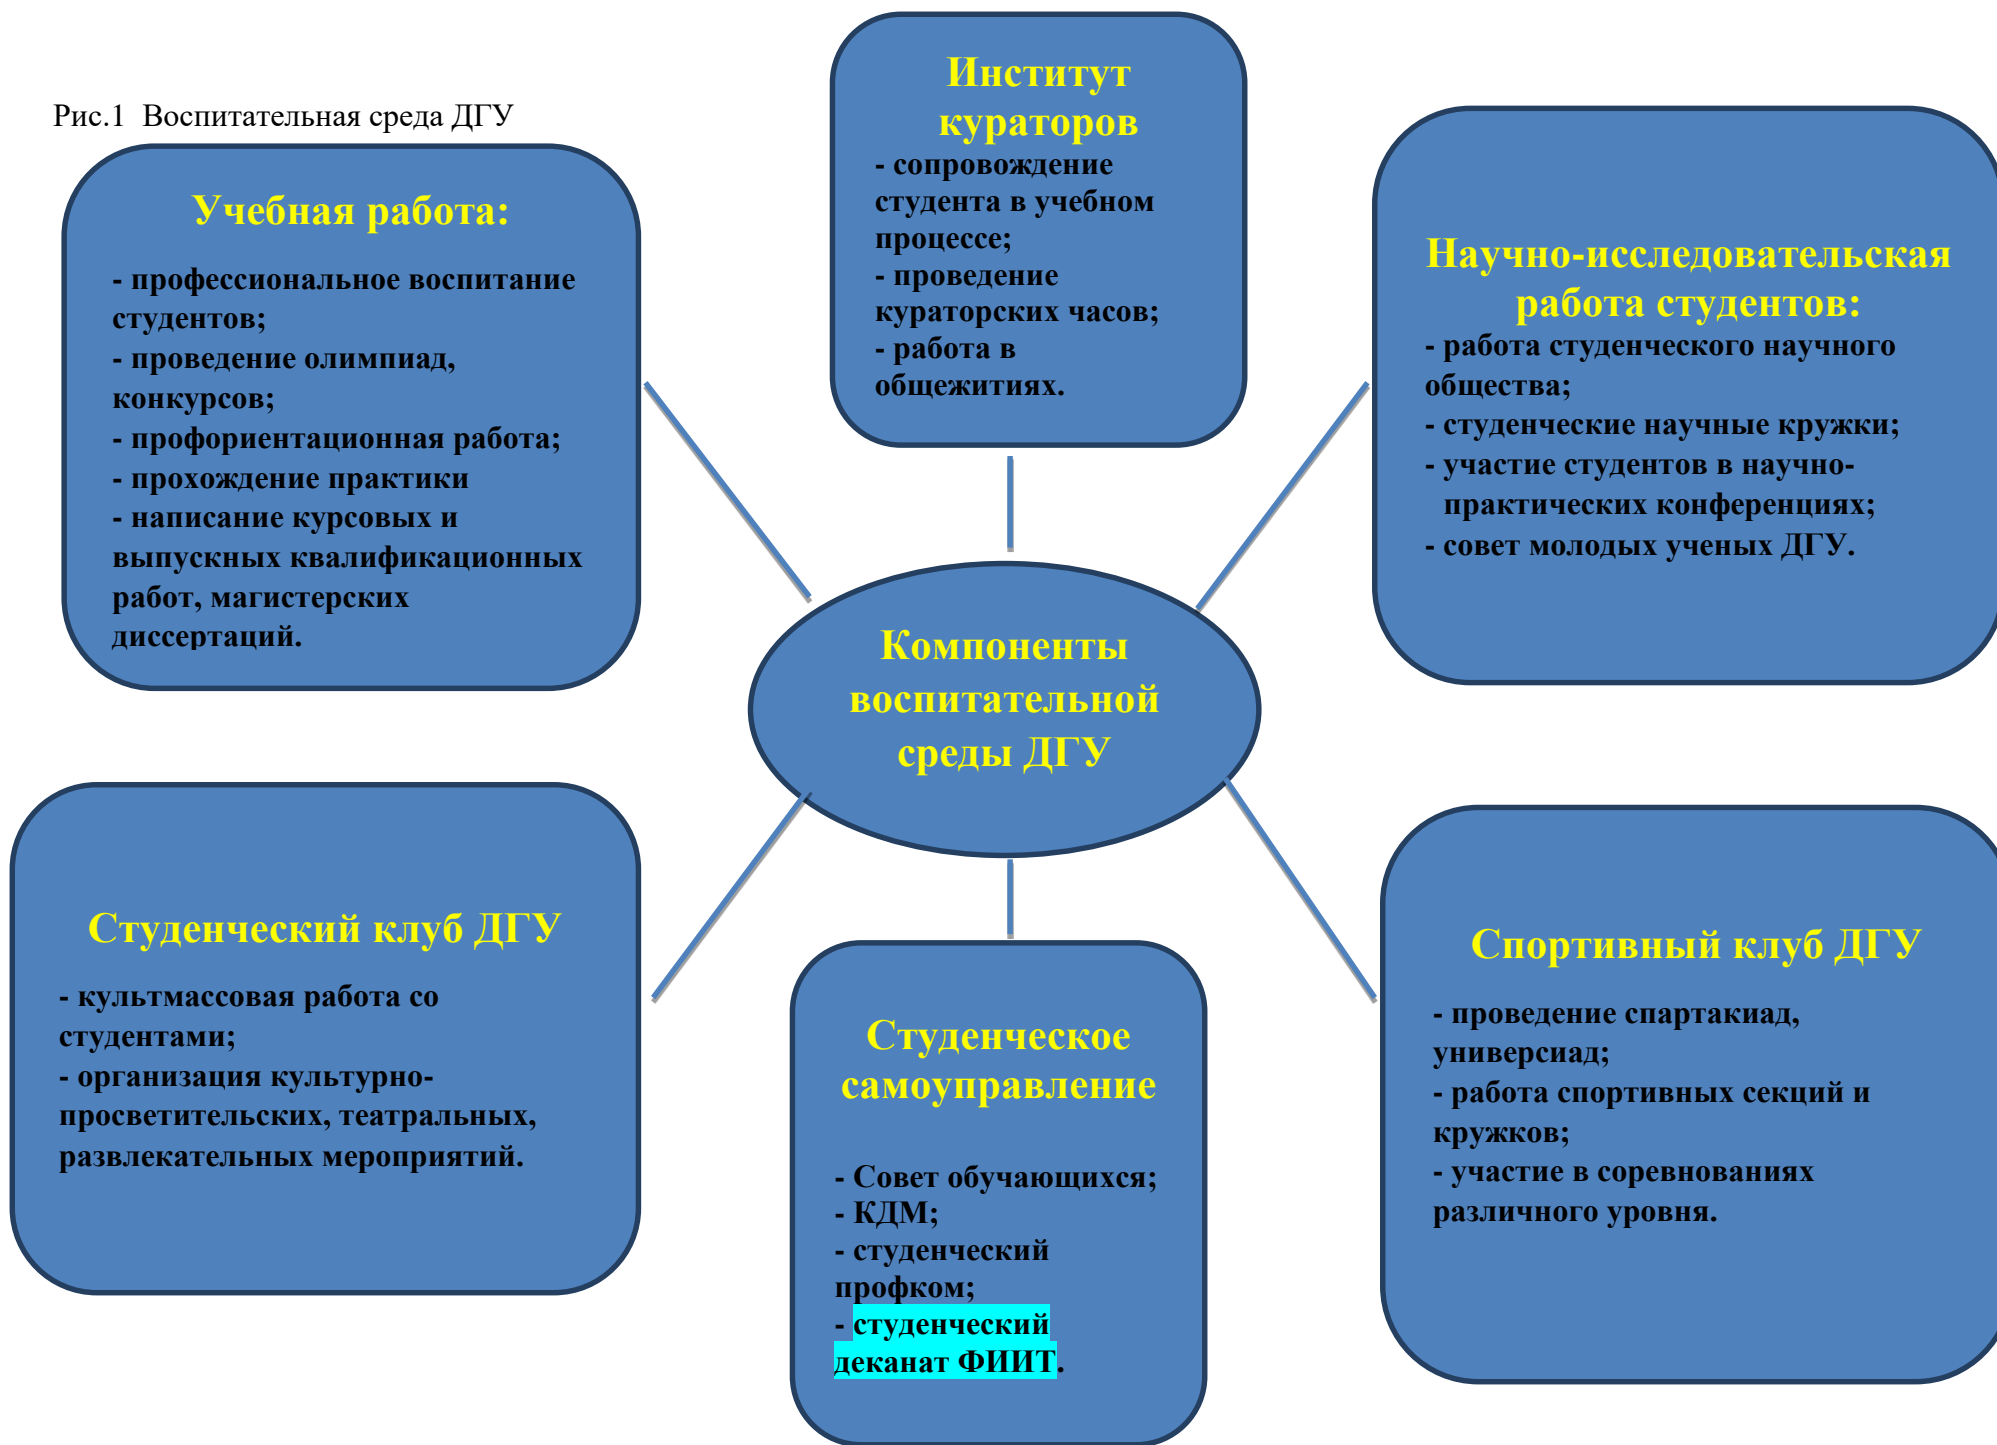 Рис.1 Воспитательная среда ДГУ
Институт
кураторов
- сопровождение
студента в учебном
процессе;
- проведение
кураторских часов;
- работа в
общежитиях.
Учебная работа:
- профессиональное воспитание
студентов;
- проведение олимпиад,
конкурсов;
- профориентационная работа;
- прохождение практики
- написание курсовых и
выпускных квалификационных
работ, магистерских
диссертаций.
Научно-исследовательская
работа студентов:
- работа студенческого научного
общества;
- студенческие научные кружки;
- участие студентов в научно-
практических конференциях;
- совет молодых ученых ДГУ.
Компоненты
воспитательной
среды ДГУ
Студенческий клуб ДГУ
- культмассовая работа со
студентами;
- организация культурно-
просветительских, театральных,
развлекательных мероприятий.
Студенческое
самоуправление
- Совет обучающихся;
- КДМ;
- студенческий
профком;
- студенческий
деканат ФИИТ.
Спортивный клуб ДГУ
- проведение спартакиад,
универсиад;
- работа спортивных секций и
кружков;
- участие в соревнованиях
различного уровня.